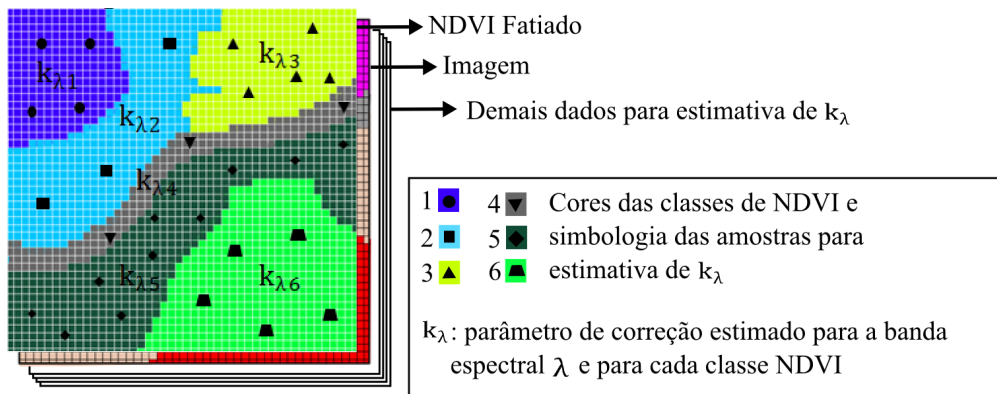 NDVI Fatiado
Imagem
Demais dados para estimativa de kλ
kλ1
kλ2
kλ3
kλ4
kλ5
kλ6
1 4 Cores das classes de NDVI e
2 5 simbologia das amostras para
3 6 estimativa de kλ
kλ: parâmetro de correção estimado para a banda
espectral λ e para cada classe NDVI